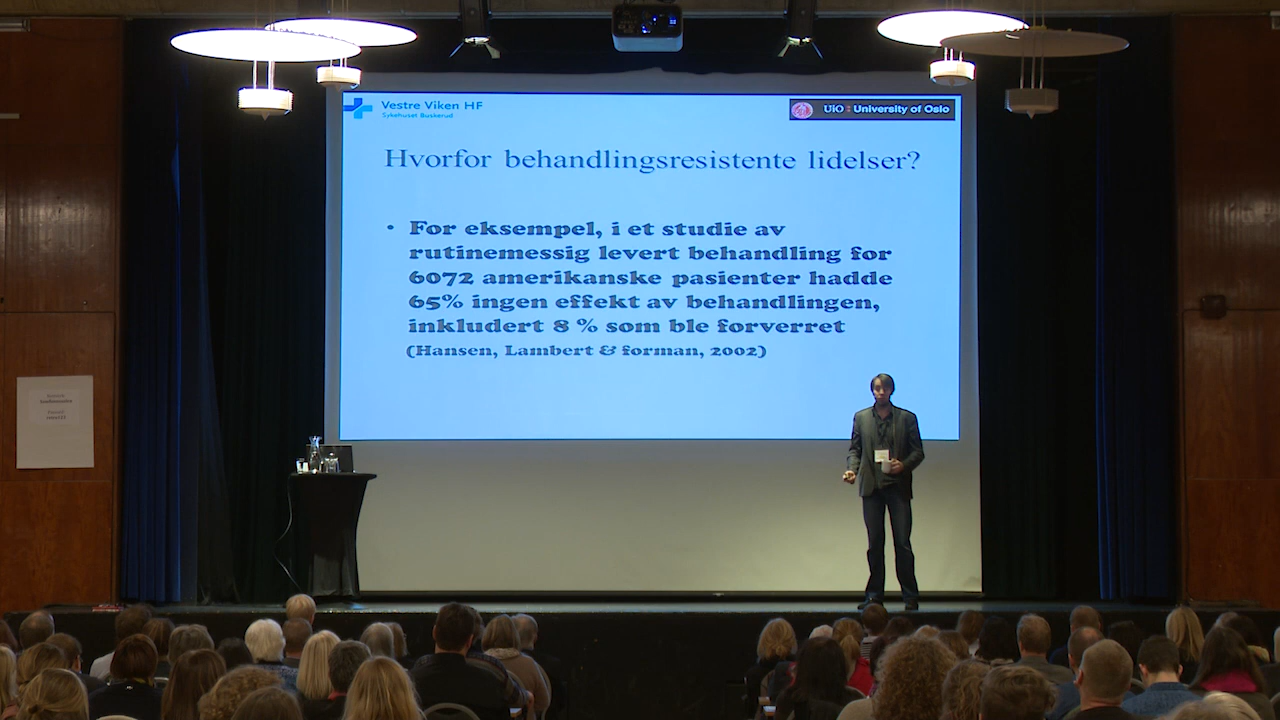 Vestre Viken HF
Sykehuset Buskerud
UiO University of Oslo
Hvorfor behandlingsresistente lidelser?
• For eksempel, i et studie av
rutinemessig levert behandling for
6072 amerikanske pasienter hadde
65% ingen effekt av behandlingen,
inkludert 8 % som ble forverret
(Hansen, Lambert & forman, 2002)